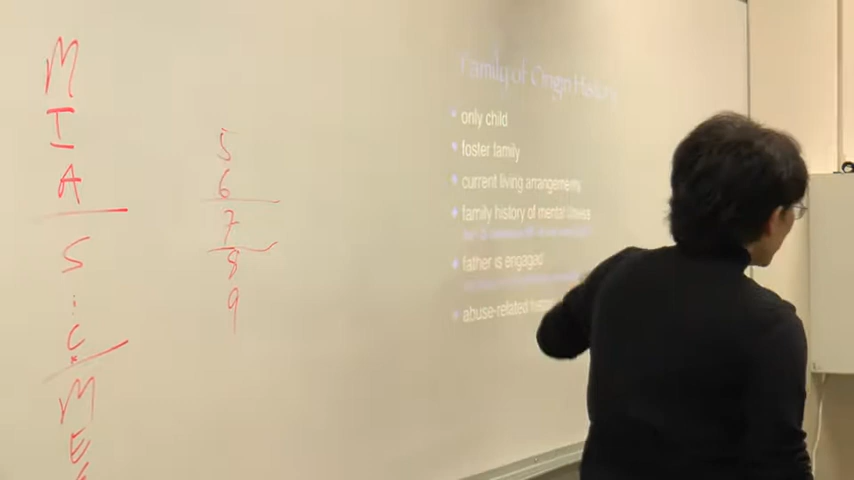 M
I
A
S
i
C
M
E
5
6
7
8
9
Family of Origin History
• only child
• foster family
• current living arrangements
• family history of mental illness
• father is engaged
• abuse-related